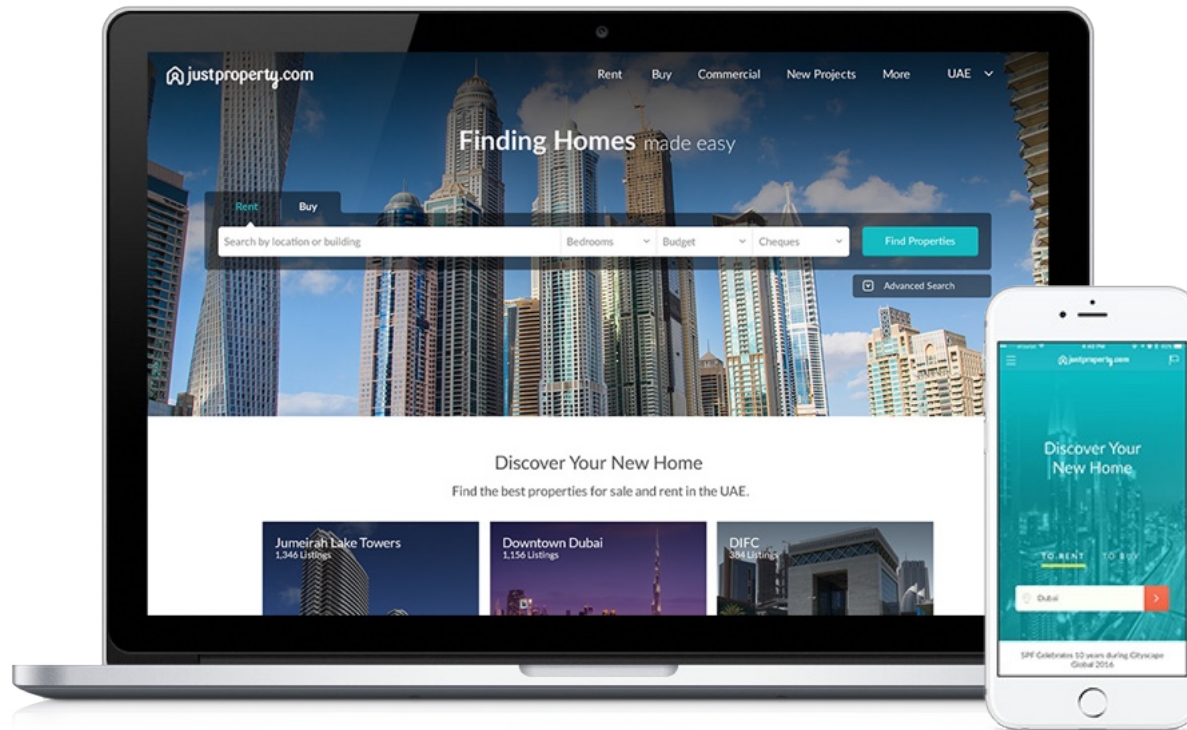 justproperty.com
Rent Buy Commercial New Projects More UAE
Finding Homes made easy
Rent Buy
Search by location or building Bedrooms Budget Cheques Find Properties
Advanced Search
Discover Your New Home
Find the best properties for sale and rent in the UAE.
Jumeirah Lake Towers
1,346 Listings
Downtown Dubai
1,156 Listings
DIFC
384 Listings
4:40 PM
justproperty.com
Discover Your
New Home
TO RENT TO BUY
Dubai
SPF Celebrates 10 years during Cityscape
Global 2016